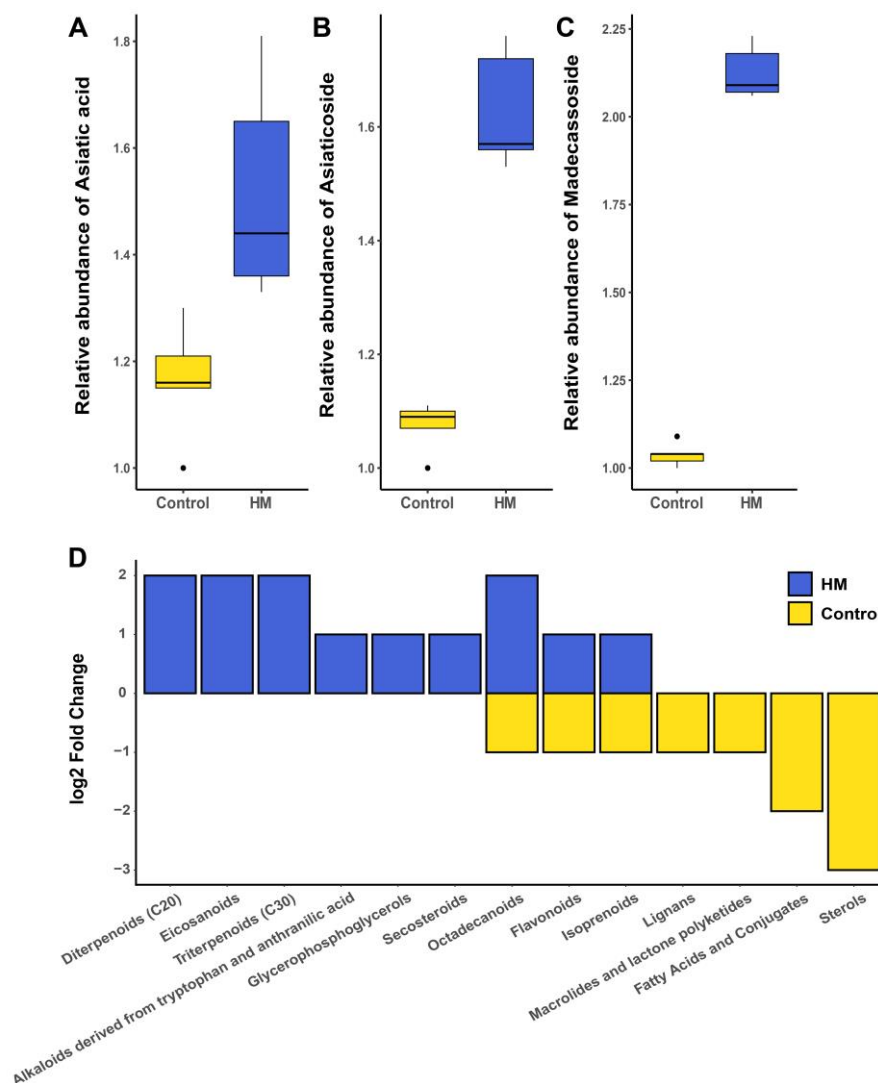 A
Relative abundance of Asiatic acid
1.8
1.6
1.4
1.2
1.0
Control HM
B
Relative abundance of Asiaticoside
1.6
1.4
1.2
1.0
Control HM
C
Relative abundance of Madecassoside
2.25
2.00
1.75
1.50
1.25
1.00
Control HM
D
log2 Fold Change
2
1
0
−1
−2
−3
HM
Contro
Diterpenoids (C20)
Eicosanoids
Triterpenoids (C30)
Alkaloids derived from tryptophan and anthranilic acid
Glycerophosphoglycerols
Secosteroids
Octadecanoids
Flavonoids
Isoprenoids
Lignans
Macrolides and lactone polyketides
Fatty Acids and Conjugates
Sterols